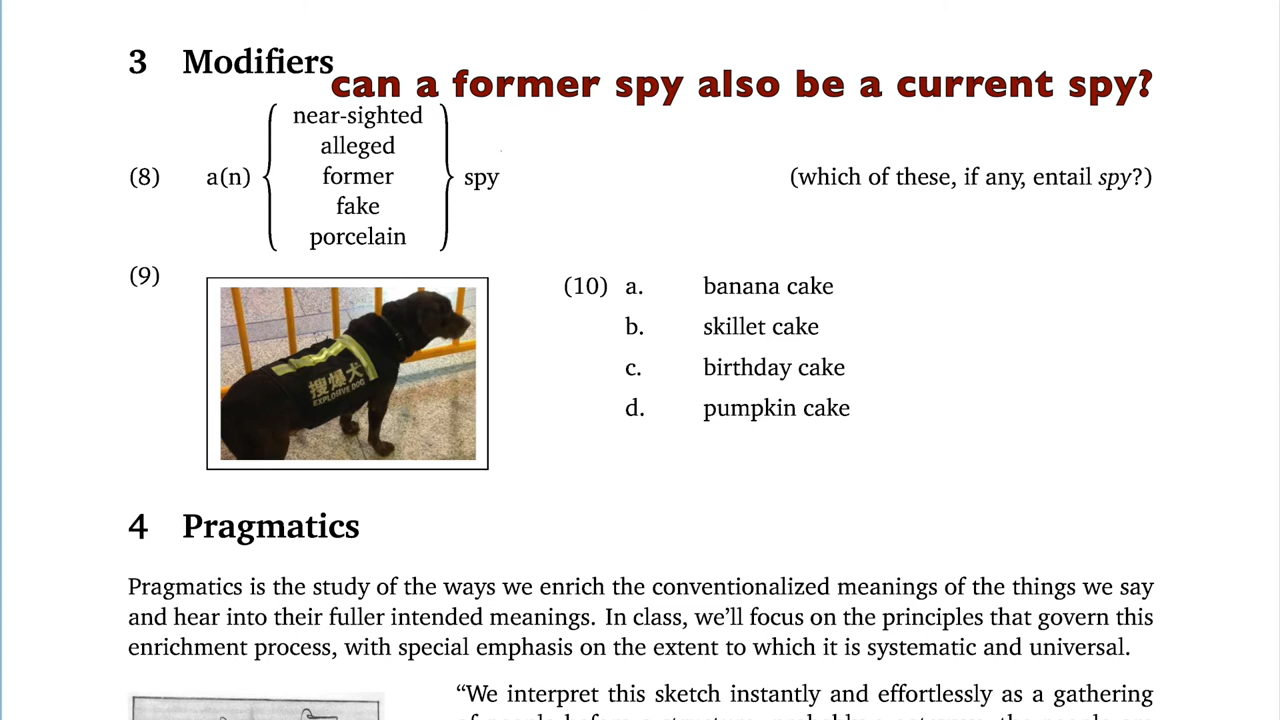 3 Modifiers
can a former spy also be a current spy?
near-sighted
alleged
(8) a(n) former spy (which of these, if any, entail spy?)
fake
porcelain
(9)
搜爆犬
EXPLOSIVE DOG
(10) a. banana cake
b. skillet cake
c. birthday cake
d. pumpkin cake
4 Pragmatics
Pragmatics is the study of the ways we enrich the conventionalized meanings of the things we say
and hear into their fuller intended meanings. In class, we’ll focus on the principles that govern this
enrichment process, with special emphasis on the extent to which it is systematic and universal.
“We interpret this sketch instantly and effortlessly as a gathering